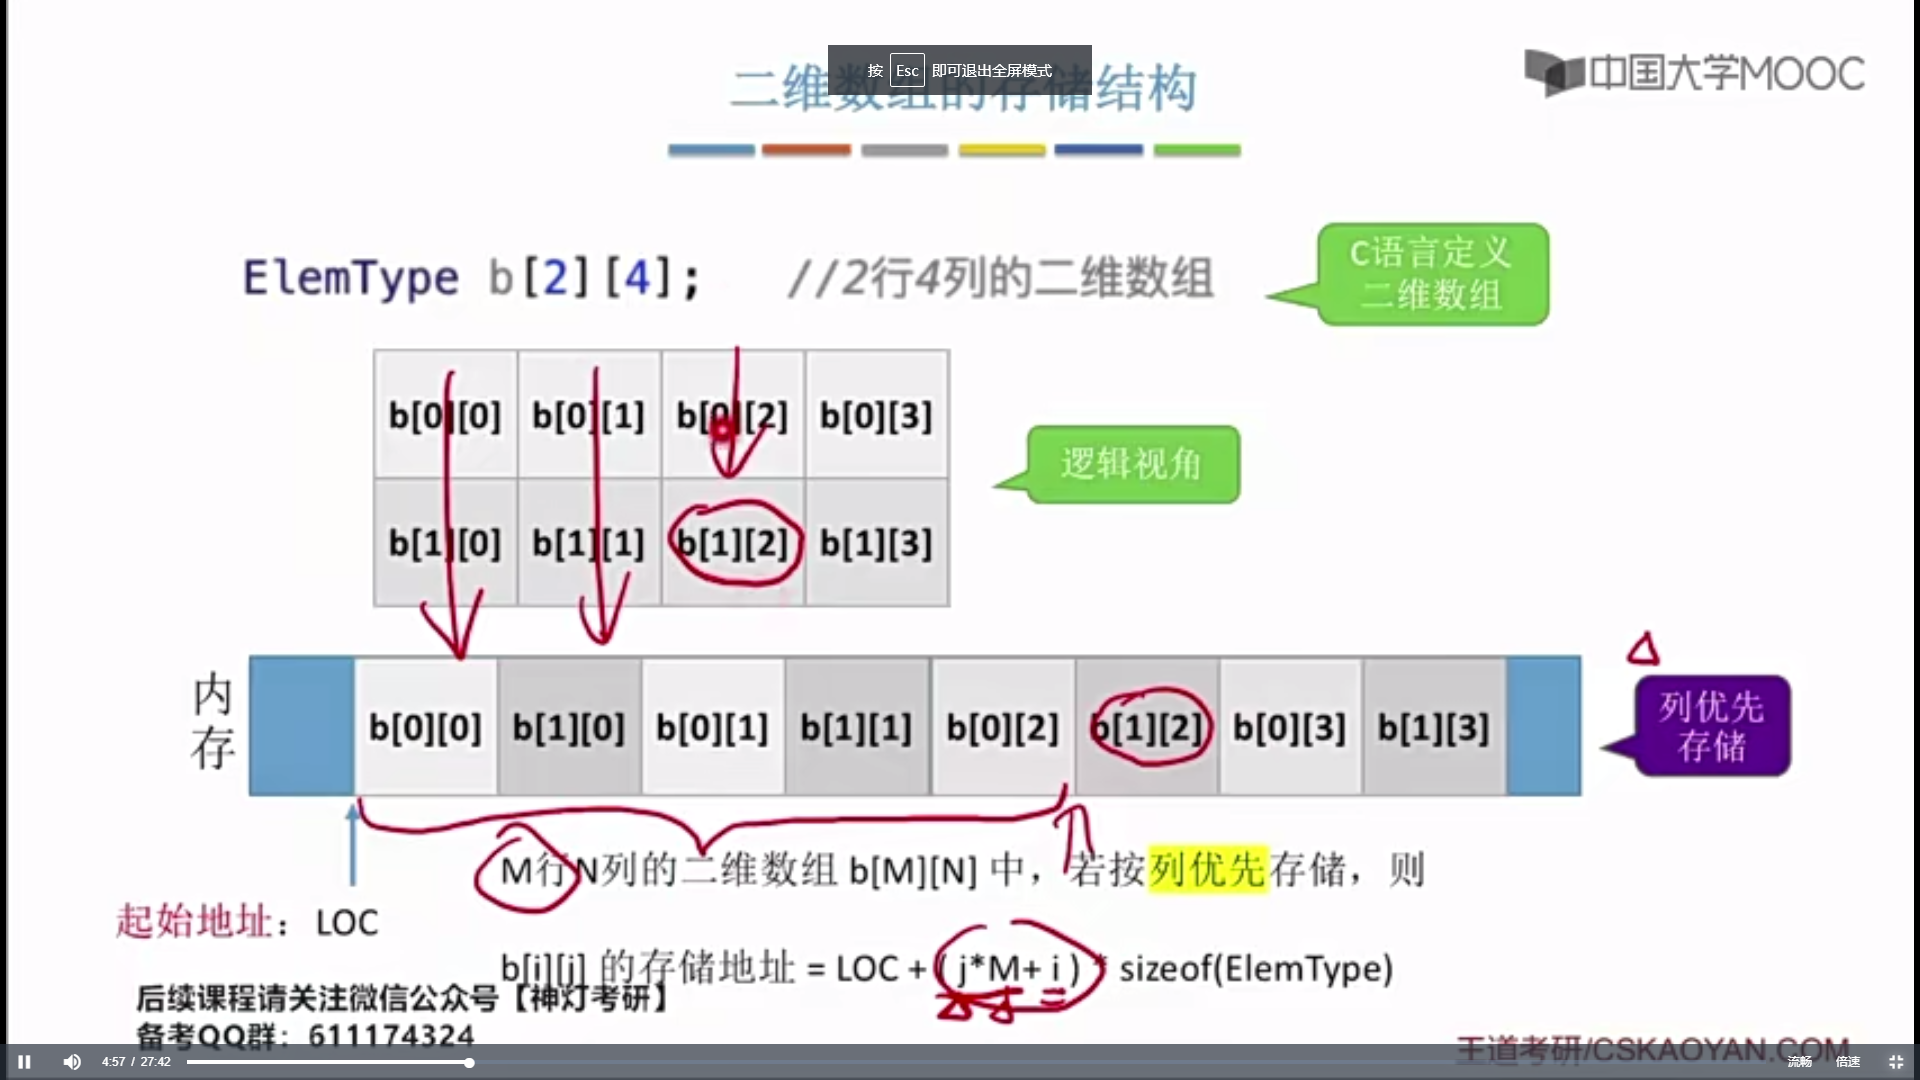 按 Esc 即可退出全屏模式
二维数组的存储结构
中国大学MOOC
ElemType b[2][4]; //2行4列的二维数组
C语言定义
二维数组
b[0][0] b[0][1] b[0][2] b[0][3]
逻辑视角
b[1][0] b[1][1] b[1][2] b[1][3]
内
存
b[0][0] b[1][0] b[0][1] b[1][1] b[0][2] b[1][2] b[0][3] b[1][3]
列优先
存储
M行N列的二维数组 b[M][N] 中，若按列优先存储，则
起始地址：LOC
b[i][j] 的存储地址 = LOC + ( j*M+ i ) * sizeof(ElemType)
后续课程请关注微信公众号【神灯考研】
备考QQ群：611174324
王道考研/CSKAOYAN.COM
4:57 / 27:42
流畅 倍速